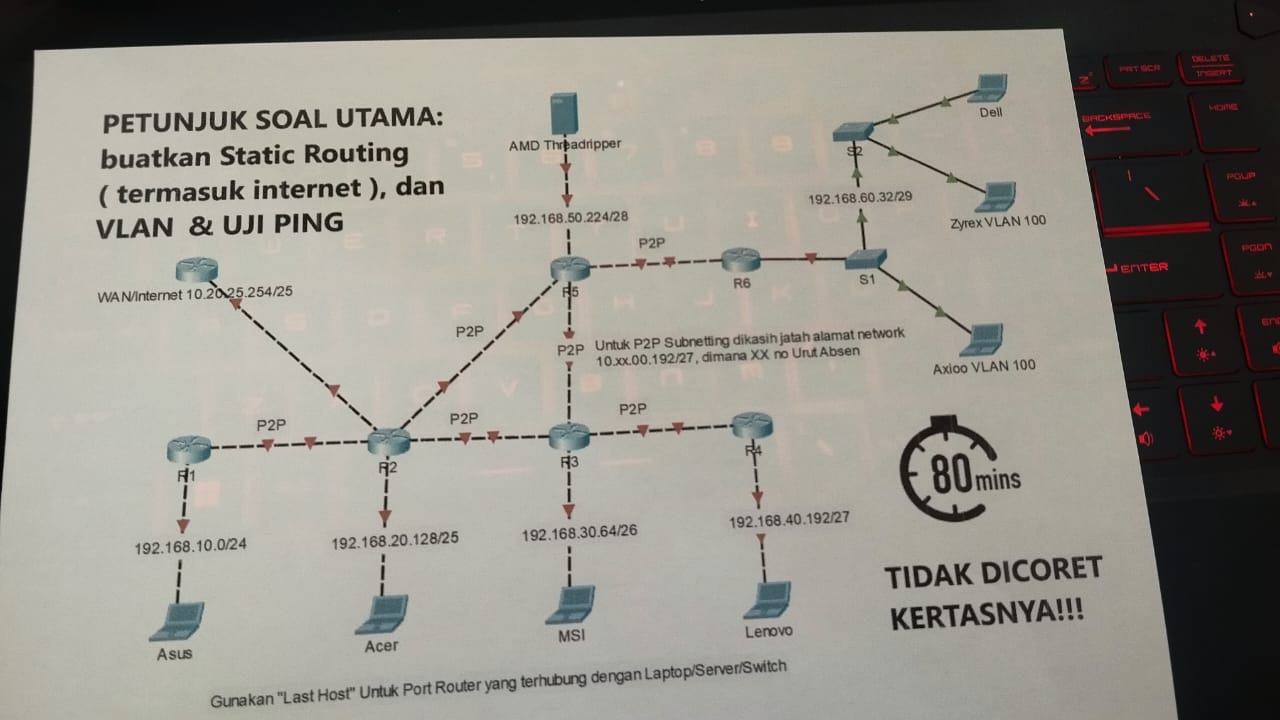 PETUNJUK SOAL UTAMA:
buatkan Static Routing
( termasuk internet ), dan
VLAN & UJI PING
AMD Threadripper
Dell
S2
192.168.60.32/29
Zyrex VLAN 100
192.168.50.224/28
P2P
WAN/Internet 10.20.25.254/25
R5
R6
S1
P2P
P2P
Untuk P2P Subnetting dikasih jatah alamat network
10.xx.00.192/27, dimana XX no Urut Absen
Axioo VLAN 100
P2P
P2P
P2P
R1
R2
R3
R4
80 mins
192.168.10.0/24
192.168.20.128/25
192.168.30.64/26
192.168.40.192/27
TIDAK DICORET
KERTASNYA!!!
Asus
Acer
MSI
Lenovo
Gunakan "Last Host" Untuk Port Router yang terhubung dengan Laptop/Server/Switch
PRT SCR
DELETE
INSERT
BACKSPACE
HOME
PGUP
ENTER
PGDN